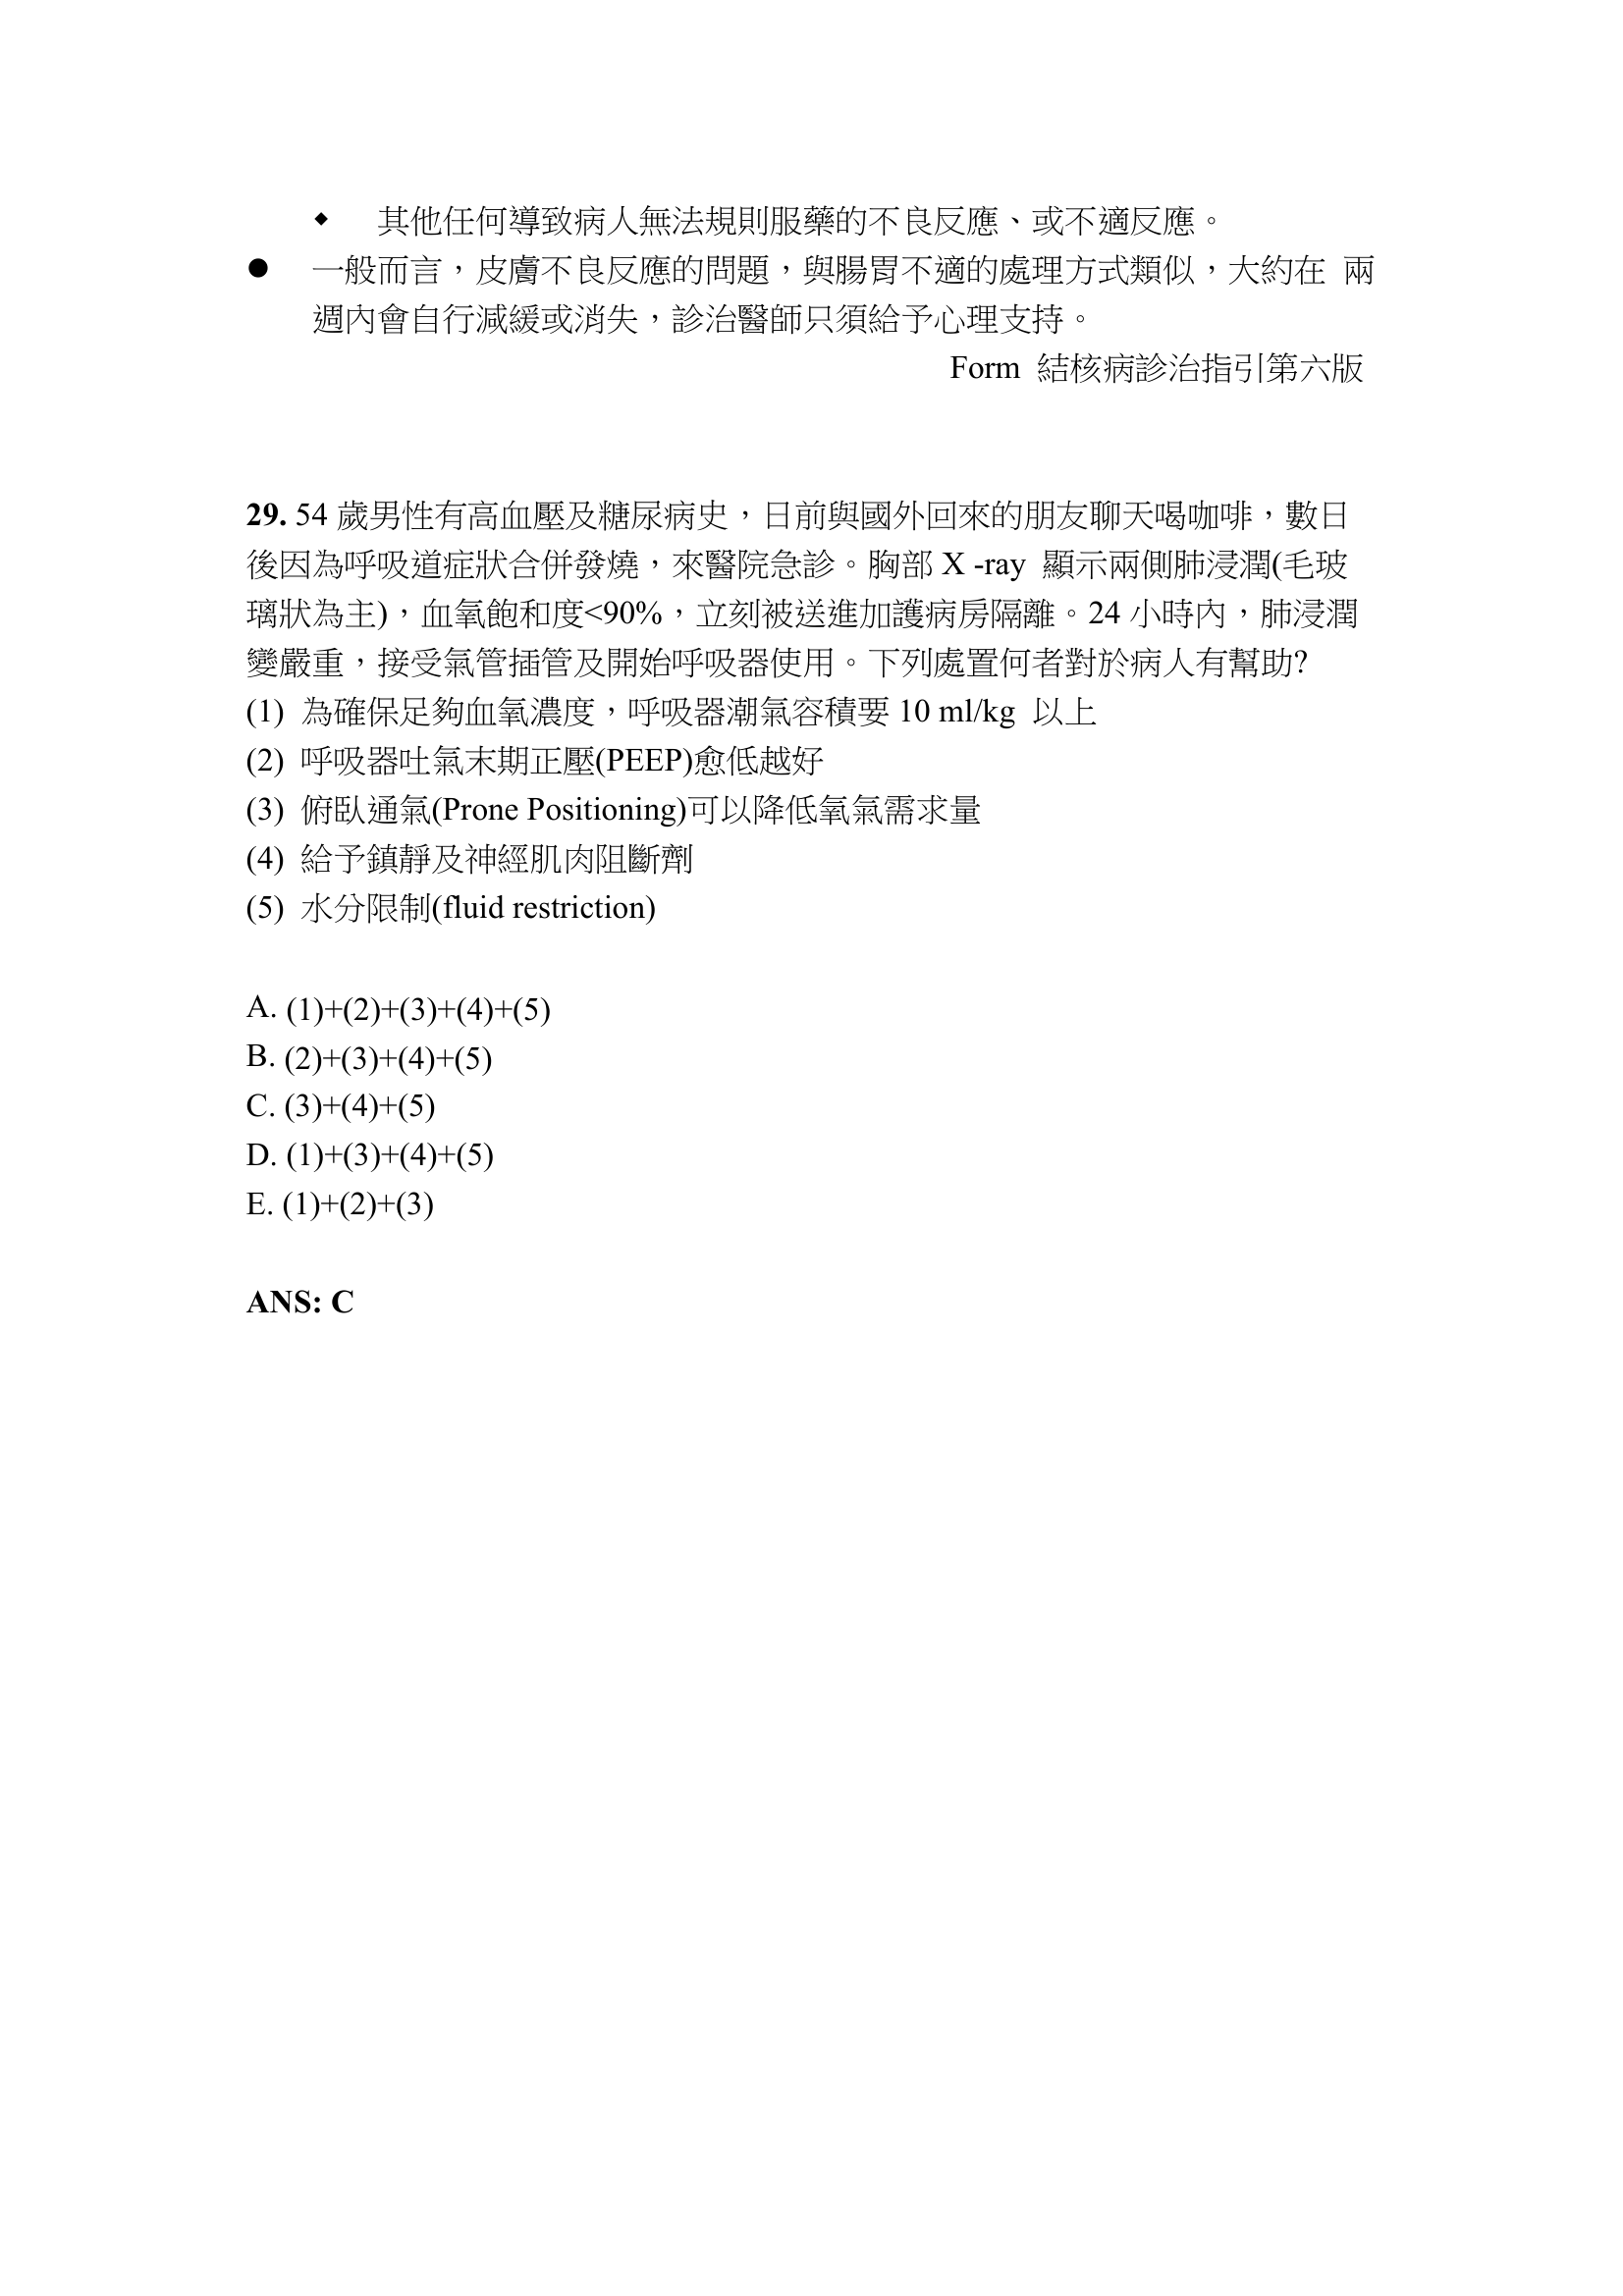 ◆ 其他任何導致病人無法規則服藥的不良反應、或不適反應。
● 一般而言，皮膚不良反應的問題，與腸胃不適的處理方式類似，大約在 兩
週內會自行減緩或消失，診治醫師只須給予心理支持。
Form 結核病診治指引第六版
29. 54 歲男性有高血壓及糖尿病史，日前與國外回來的朋友聊天喝咖啡，數日
後因為呼吸道症狀合併發燒，來醫院急診。胸部 X -ray 顯示兩側肺浸潤(毛玻
璃狀為主)，血氧飽和度<90%，立刻被送進加護病房隔離。24 小時內，肺浸潤
變嚴重，接受氣管插管及開始呼吸器使用。下列處置何者對於病人有幫助?
(1) 為確保足夠血氧濃度，呼吸器潮氣容積要 10 ml/kg 以上
(2) 呼吸器吐氣末期正壓(PEEP)愈低越好
(3) 俯臥通氣(Prone Positioning)可以降低氧氣需求量
(4) 給予鎮靜及神經肌肉阻斷劑
(5) 水分限制(fluid restriction)
A. (1)+(2)+(3)+(4)+(5)
B. (2)+(3)+(4)+(5)
C. (3)+(4)+(5)
D. (1)+(3)+(4)+(5)
E. (1)+(2)+(3)
ANS: C